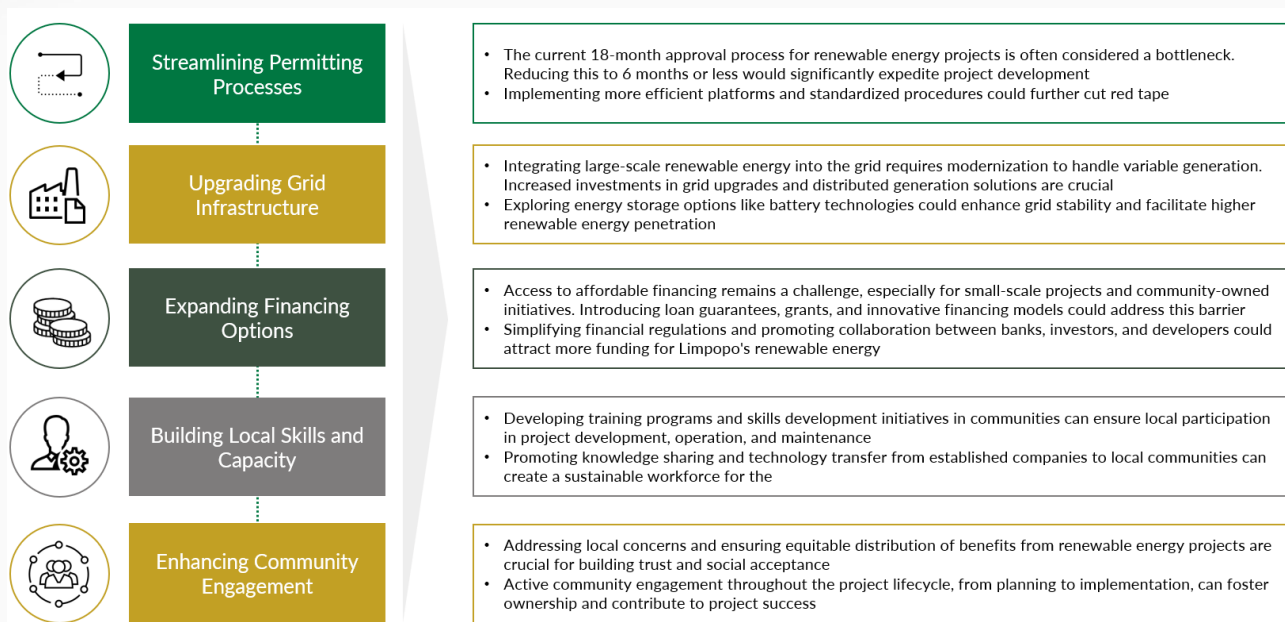 Streamlining Permitting
Processes
• The current 18-month approval process for renewable energy projects is often considered a bottleneck.
Reducing this to 6 months or less would significantly expedite project development
• Implementing more efficient platforms and standardized procedures could further cut red tape
Upgrading Grid
Infrastructure
• Integrating large-scale renewable energy into the grid requires modernization to handle variable generation.
Increased investments in grid upgrades and distributed generation solutions are crucial
• Exploring energy storage options like battery technologies could enhance grid stability and facilitate higher
renewable energy penetration
Expanding Financing
Options
• Access to affordable financing remains a challenge, especially for small-scale projects and community-owned
initiatives. Introducing loan guarantees, grants, and innovative financing models could address this barrier
• Simplifying financial regulations and promoting collaboration between banks, investors, and developers could
attract more funding for Limpopo's renewable energy
Building Local Skills and
Capacity
• Developing training programs and skills development initiatives in communities can ensure local participation
in project development, operation, and maintenance
• Promoting knowledge sharing and technology transfer from established companies to local communities can
create a sustainable workforce for the
Enhancing Community
Engagement
• Addressing local concerns and ensuring equitable distribution of benefits from renewable energy projects are
crucial for building trust and social acceptance
• Active community engagement throughout the project lifecycle, from planning to implementation, can foster
ownership and contribute to project success